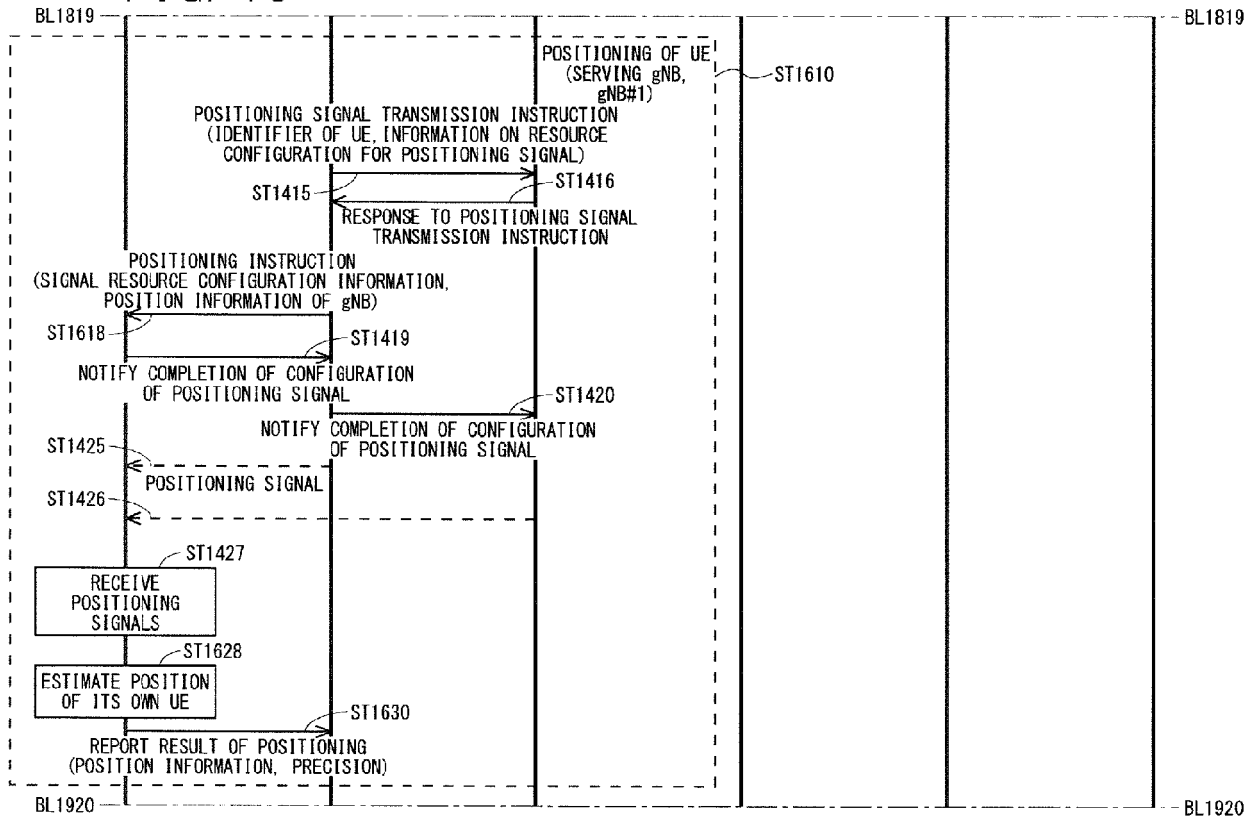 BL1819
BL1819
POSITIONING OF UE
(SERVING gNB,
gNB#1)
ST1610
POSITIONING SIGNAL TRANSMISSION INSTRUCTION
(IDENTIFIER OF UE, INFORMATION ON RESOURCE
CONFIGURATION FOR POSITIONING SIGNAL)
ST1415
ST1416
RESPONSE TO POSITIONING SIGNAL
TRANSMISSION INSTRUCTION
POSITIONING INSTRUCTION
(SIGNAL RESOURCE CONFIGURATION INFORMATION,
POSITION INFORMATION OF gNB)
ST1618
ST1419
NOTIFY COMPLETION OF CONFIGURATION
OF POSITIONING SIGNAL
ST1420
NOTIFY COMPLETION OF CONFIGURATION
OF POSITIONING SIGNAL
ST1425
POSITIONING SIGNAL
ST1426
ST1427
RECEIVE
POSITIONING
SIGNALS
ST1628
ESTIMATE POSITION
OF ITS OWN UE
ST1630
REPORT RESULT OF POSITIONING
(POSITION INFORMATION, PRECISION)
BL1920
BL1920